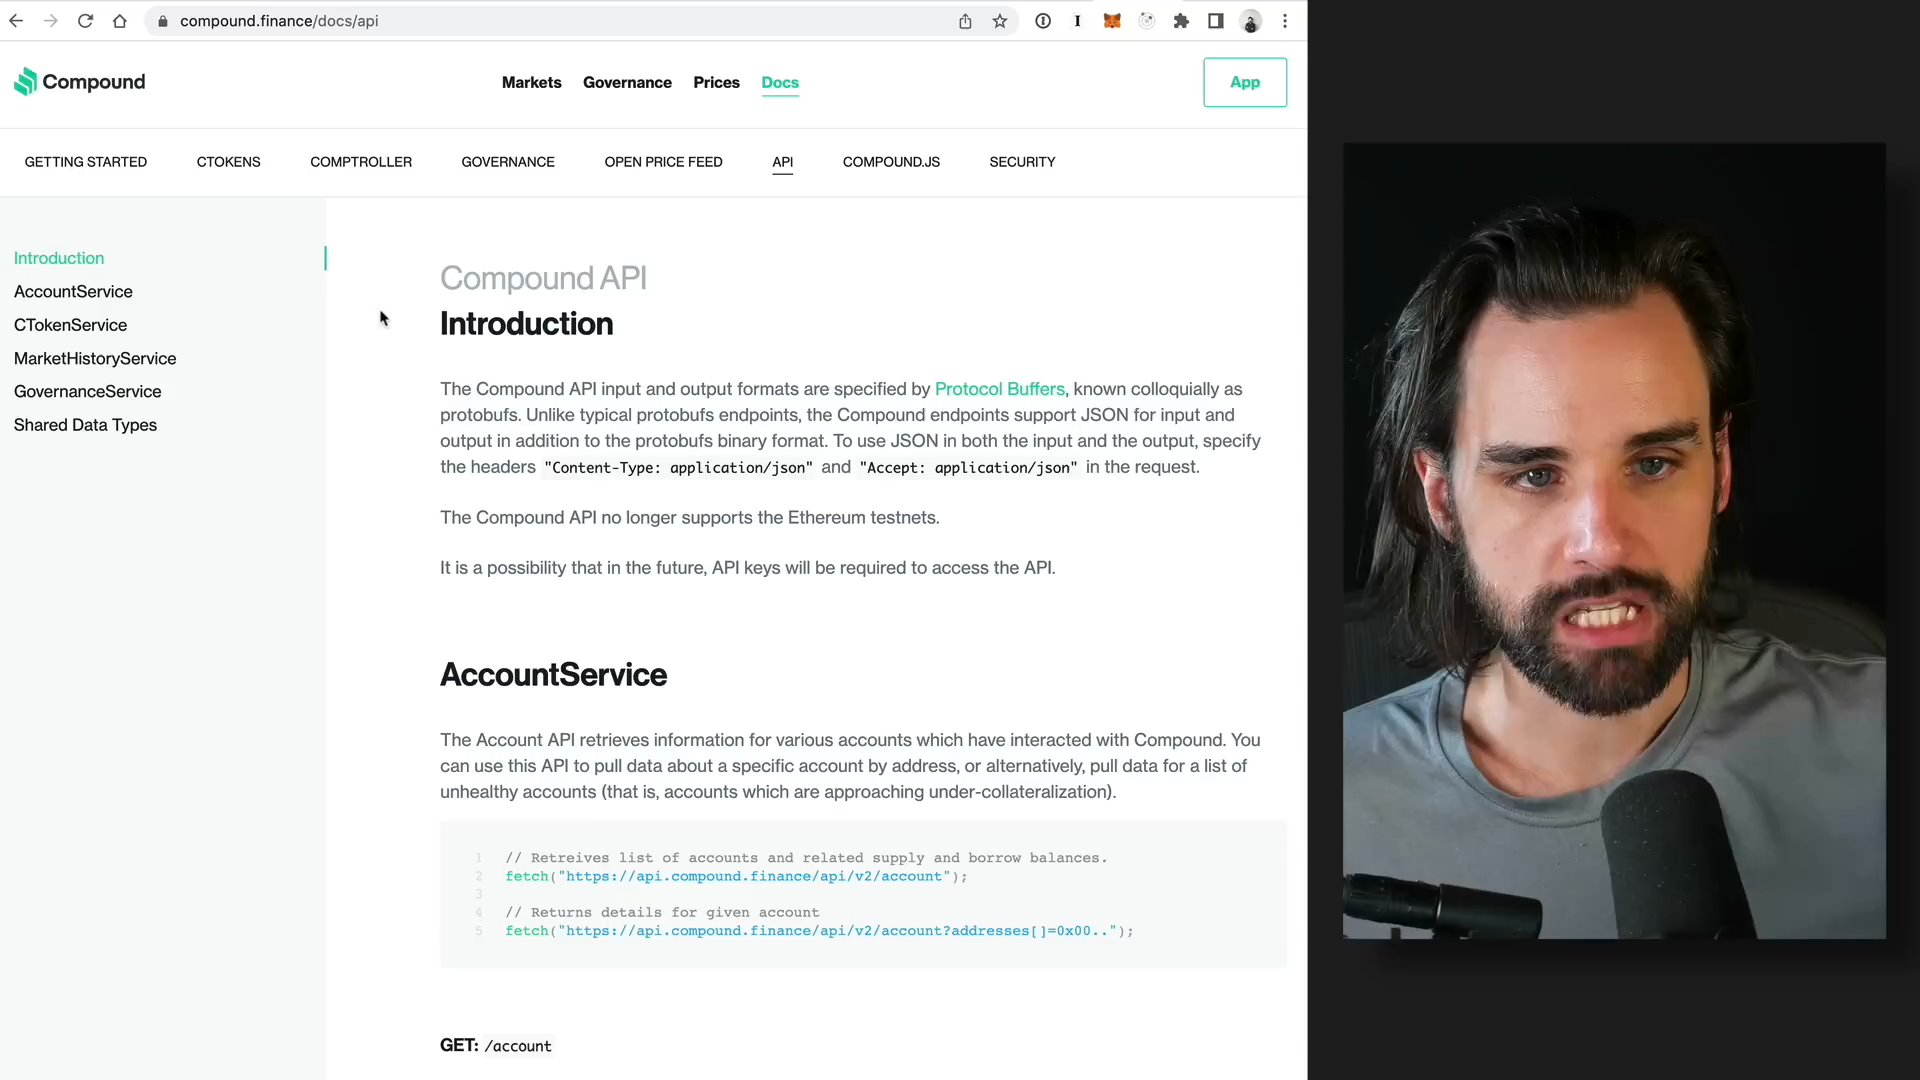 compound.finance/docs/api
Compound
Markets Governance Prices Docs
App
GETTING STARTED CTOKENS COMPTROLLER GOVERNANCE OPEN PRICE FEED API COMPOUND.JS SECURITY
Introduction
AccountService
CTokenService
MarketHistoryService
GovernanceService
Shared Data Types
Compound API
Introduction
The Compound API input and output formats are specified by Protocol Buffers, known colloquially as
protobufs. Unlike typical protobufs endpoints, the Compound endpoints support JSON for input and
output in addition to the protobufs binary format. To use JSON in both the input and the output, specify
the headers "Content-Type: application/json" and "Accept: application/json" in the request.
The Compound API no longer supports the Ethereum testnets.
It is a possibility that in the future, API keys will be required to access the API.
AccountService
The Account API retrieves information for various accounts which have interacted with Compound. You
can use this API to pull data about a specific account by address, or alternatively, pull data for a list of
unhealthy accounts (that is, accounts which are approaching under-collateralization).
1 // Retreives list of accounts and related supply and borrow balances.
2 fetch("https://api.compound.finance/api/v2/account");
3
4 // Returns details for given account
5 fetch("https://api.compound.finance/api/v2/account?addresses[]=0x00..");
GET: /account